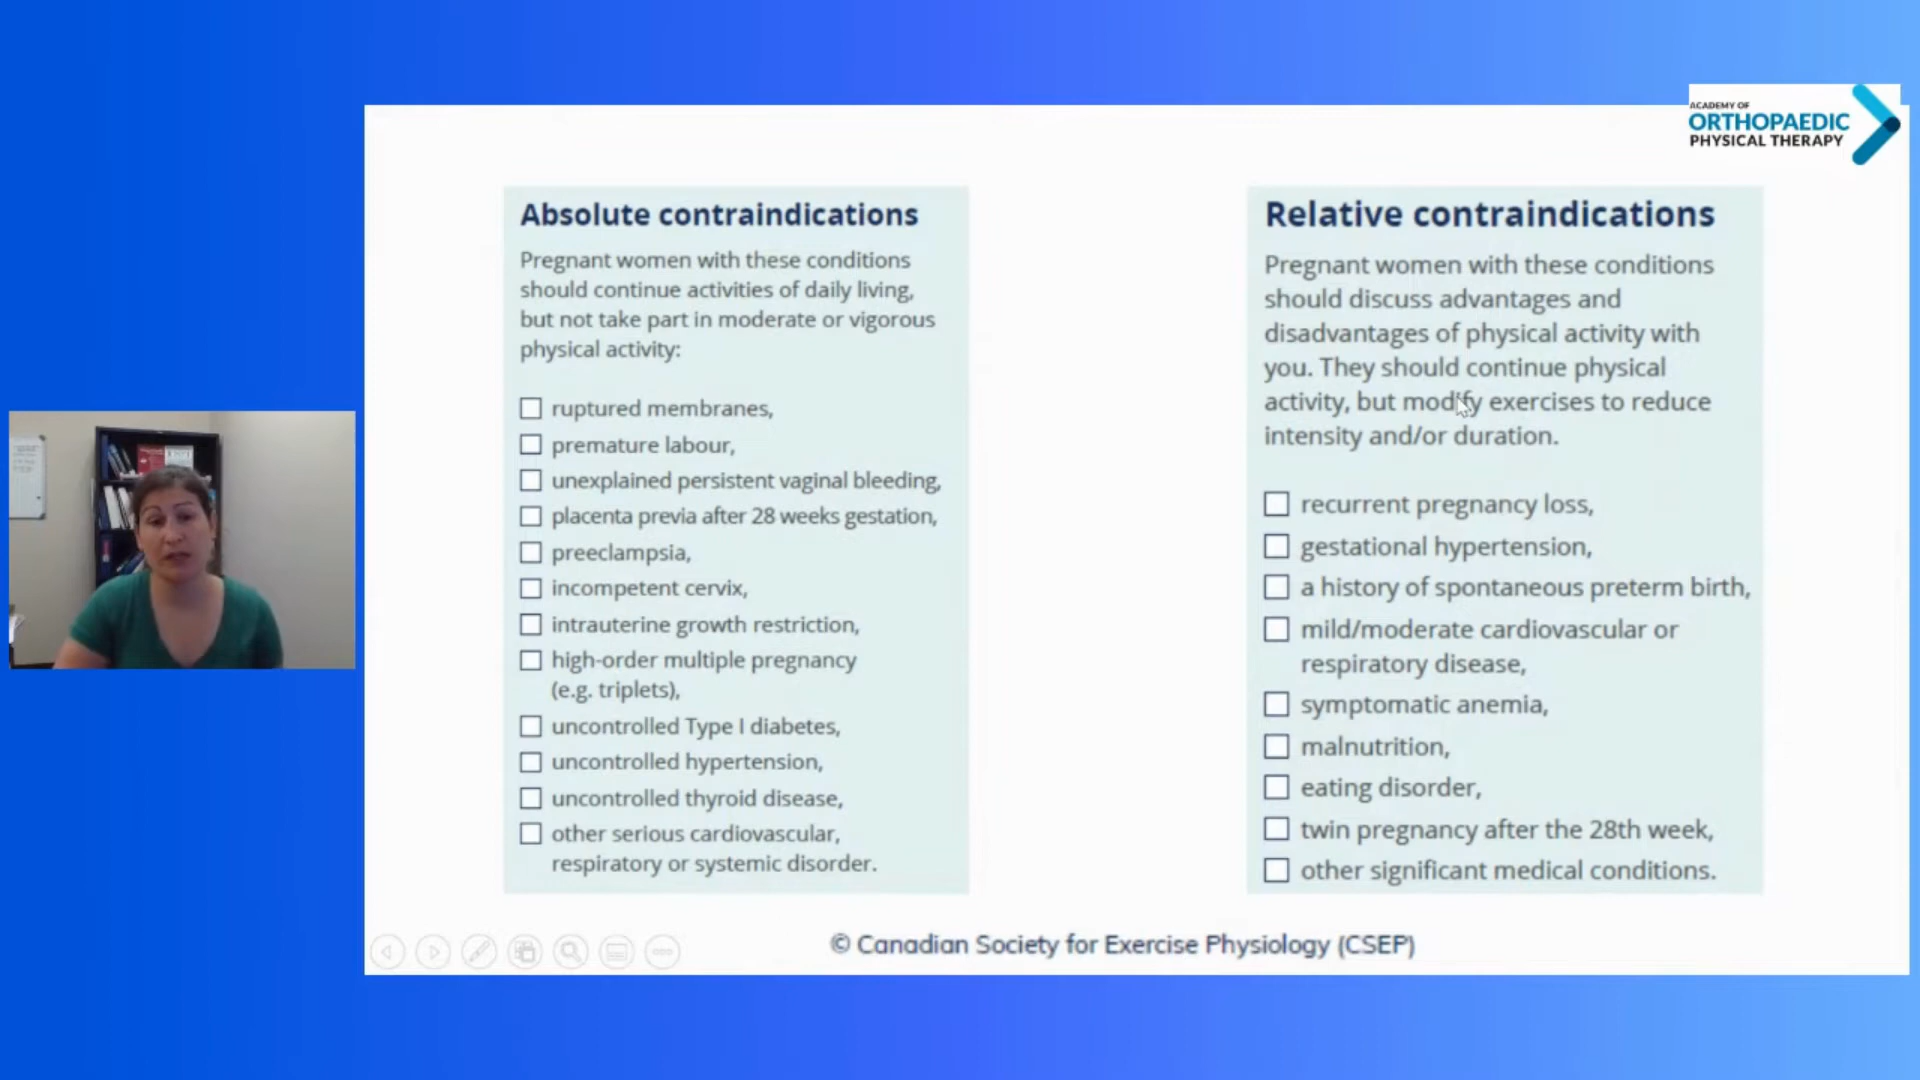 ACADEMY OF
ORTHOPAEDIC
PHYSICAL THERAPY
Absolute contraindications
Pregnant women with these conditions
should continue activities of daily living,
but not take part in moderate or vigorous
physical activity:
ruptured membranes,
premature labour,
unexplained persistent vaginal bleeding,
placenta previa after 28 weeks gestation,
preeclampsia,
incompetent cervix,
intrauterine growth restriction,
high-order multiple pregnancy
(e.g. triplets),
uncontrolled Type I diabetes,
uncontrolled hypertension,
uncontrolled thyroid disease,
other serious cardiovascular,
respiratory or systemic disorder.
Relative contraindications
Pregnant women with these conditions
should discuss advantages and
disadvantages of physical activity with
you. They should continue physical
activity, but modify exercises to reduce
intensity and/or duration.
recurrent pregnancy loss,
gestational hypertension,
a history of spontaneous preterm birth,
mild/moderate cardiovascular or
respiratory disease,
symptomatic anemia,
malnutrition,
eating disorder,
twin pregnancy after the 28th week,
other significant medical conditions.
© Canadian Society for Exercise Physiology (CSEP)